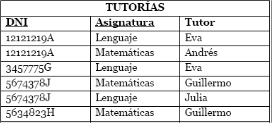 TUTORÍAS
DNI Asignatura Tutor
12121219A Lenguaje Eva
12121219A Matemáticas Andrés
3457775G Lenguaje Eva
5674378J Matemáticas Guillermo
5674378J Lenguaje Julia
5634823H Matemáticas Guillermo